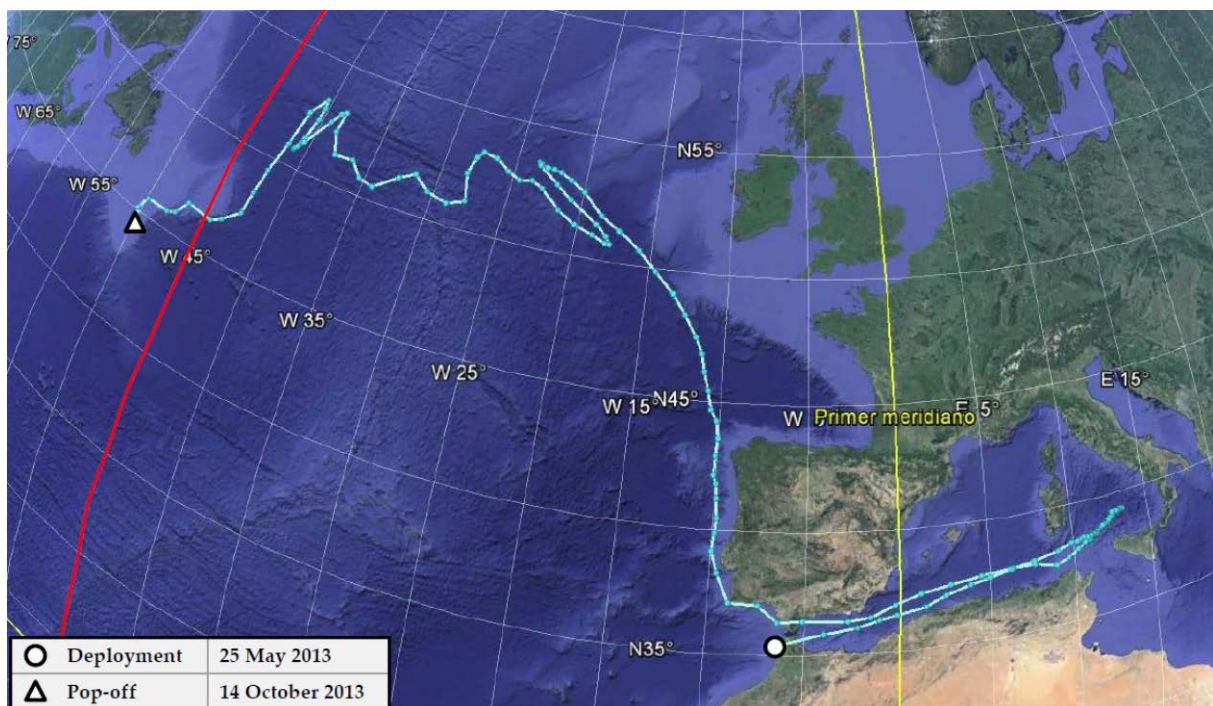 W 75°
W 65°
N55°
W 55°
W 45°
W 35°
W 25°
E 15°
W 15°
N45°
W
E 5°
Primer meridiano
N35°
Deployment 25 May 2013
Pop-off 14 October 2013